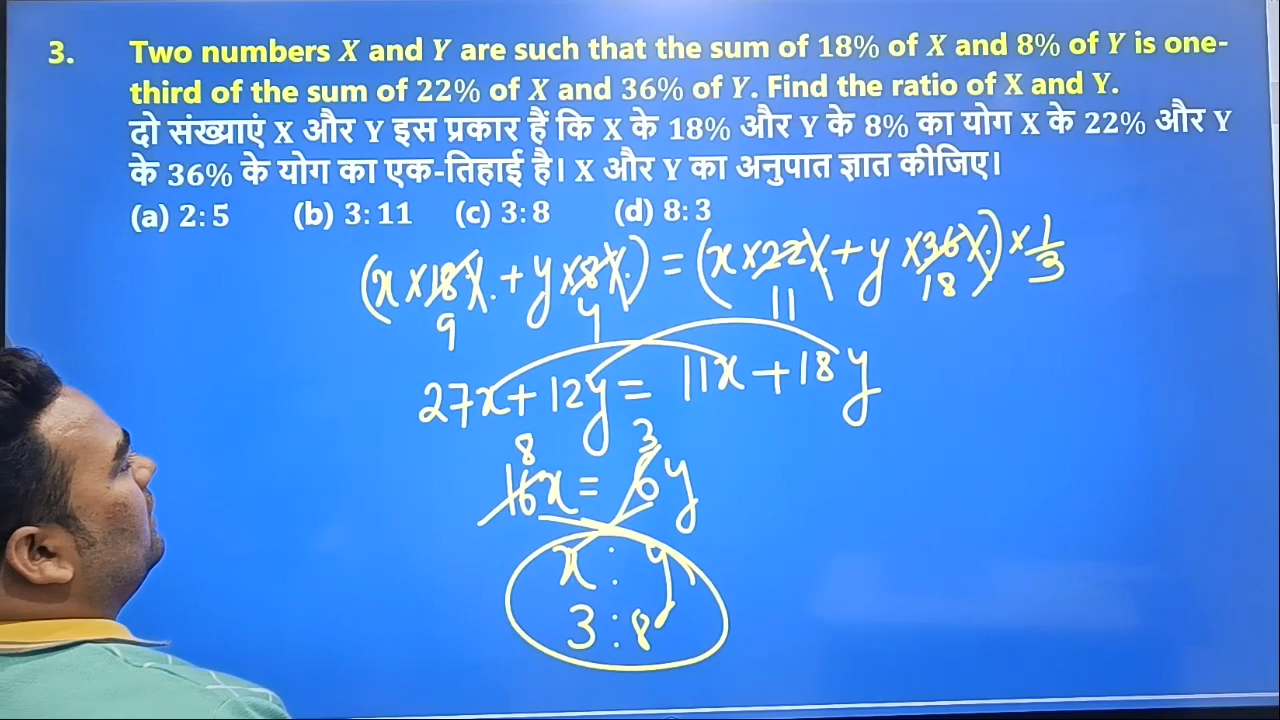 3. Two numbers X and Y are such that the sum of 18% of X and 8% of Y is one-
third of the sum of 22% of X and 36% of Y. Find the ratio of X and Y.
दो संख्याएं X और Y इस प्रकार हैं कि X के 18% और Y के 8% का योग X के 22% और Y
के 36% के योग का एक-तिहाई है। X और Y का अनुपात ज्ञात कीजिए।
(a) 2:5 (b) 3:11 (c) 3:8 (d) 8:3
(x×18% + y×8%) = (x×22% + y×36%) × 1/3
9 4 11 18
27x + 12y = 11x + 18y
8 3
16x = 6y
x : y
3 : 8